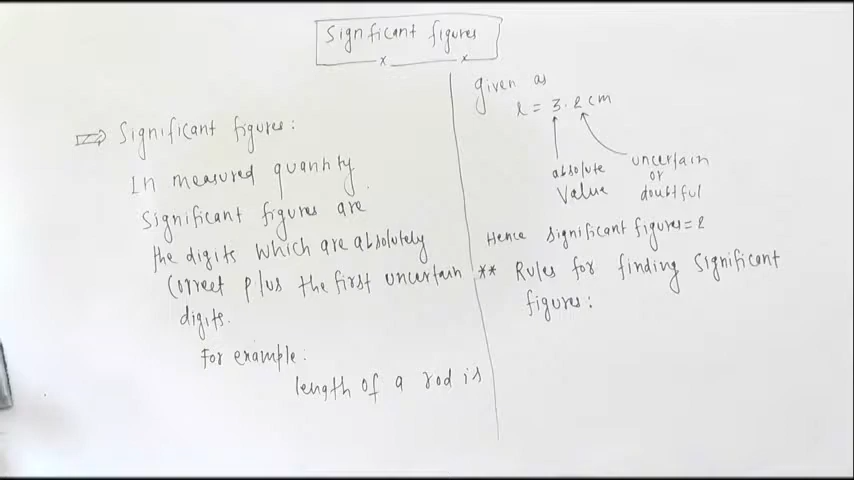 Significant figures
Significant figures:
In measured quantity
Significant figures are
the digits which are absolutely
Correct plus the first uncertain
digits.
For example:
length of a rod is
given as
l = 3.2 cm
absolute
value
uncertain
or
doubtful
Hence significant figures = 2
** Rules for finding Significant
figures: